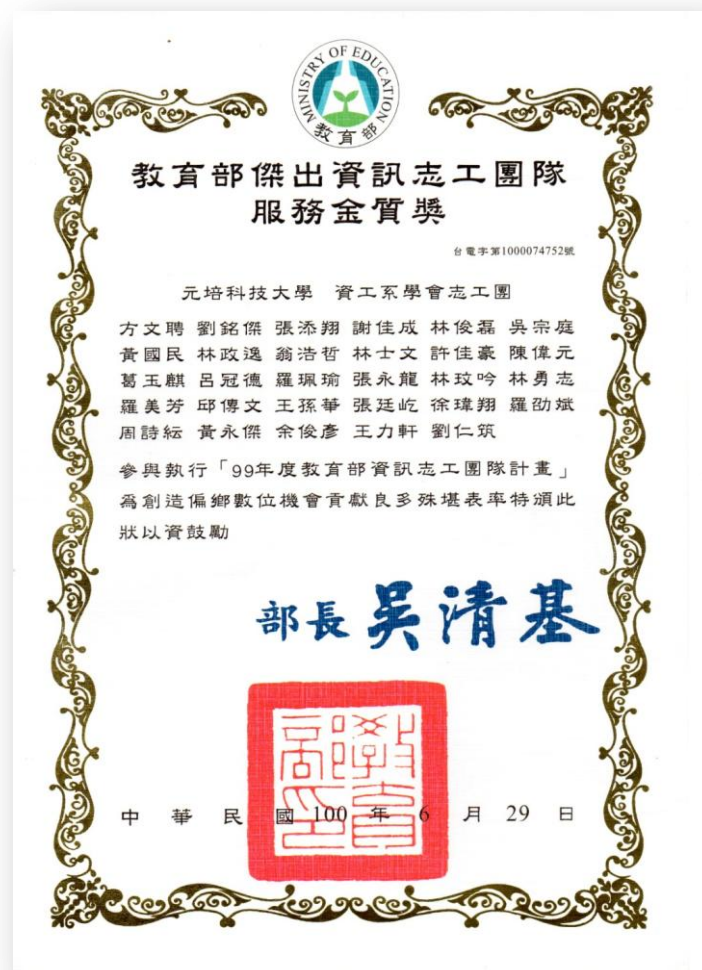 MINISTRY OF EDUCATION
教育部
教育部傑出資訊志工團隊
服務金質獎
台電字第1000074752號
元培科技大學 資工系學會志工團
方文聘 劉銘傑 張添翔 謝佳成 林俊磊 吳宗庭
黃國民 林政逸 翁浩哲 林士文 許佳豪 陳偉元
葛玉麒 呂冠德 羅珮瑜 張永龍 林玟吟 林勇志
羅美芳 邱傳文 王孫華 張廷屹 徐瑋翔 羅劭斌
周詩紜 黃永傑 余俊彥 王力軒 劉仁筑
參與執行「99年度教育部資訊志工團隊計畫」
為創造偏鄉數位機會貢獻良多殊堪表率特頒此
狀以資鼓勵
部長 吳清基
教育部印
中華民國100年6月29日